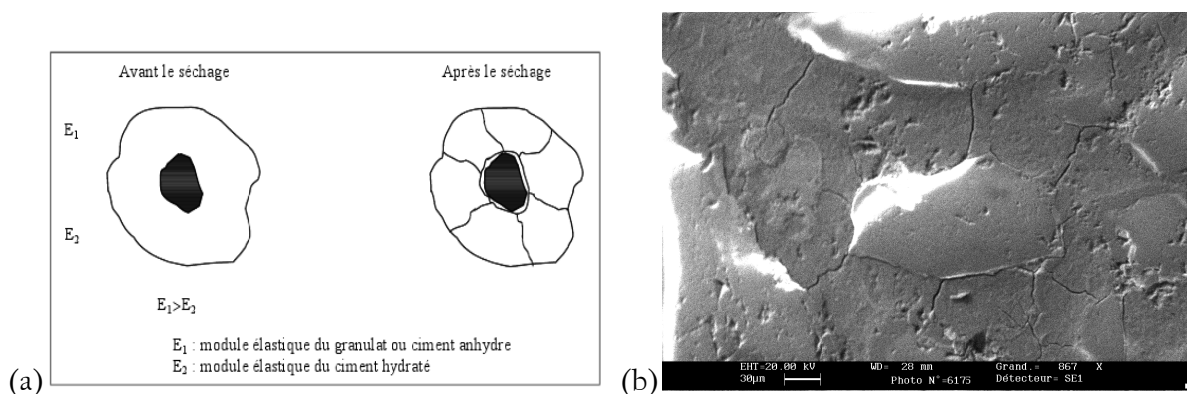 Avant le séchage
Après le séchage
E1
E2
E1>E2
E1 : module élastique du granulat ou ciment anhydre
E2 : module élastique du ciment hydraté
(a)
(b)
EHT=20.00 kV WD= 28 mm Grand.= 867 X
30µm Photo N°=6175 Détecteur= SE1